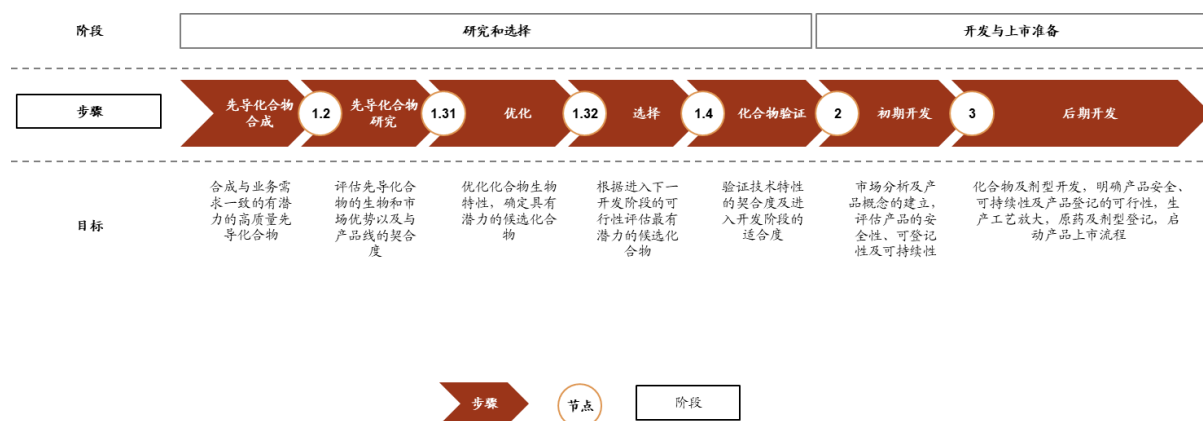 阶段
研究和选择
开发与上市准备
步骤
先导化合物
合成
1.2
先导化合物
研究
1.31
优化
1.32
选择
1.4
化合物验证
2
初期开发
3
后期开发
目标
合成与业务需
求一致的有潜
力的高质量先
导化合物
评估先导化合
物的生物和市
场优势以及与
产品线的契合
度
优化化合物生物
特性，确定具有
潜力的候选化合
物
根据进入下一
开发阶段的可
行性评估最有
潜力的候选化
合物
验证技术特性
的契合度及进
入开发阶段的
适合度
市场分析及产
品概念的建立，
评估产品的安
全性、可登记
性及可持续性
化合物及剂型开发，明确产品安全、
可持续性及产品登记的可行性，生
产工艺放大，原药及剂型登记，启
动产品上市流程
步骤
节点
阶段